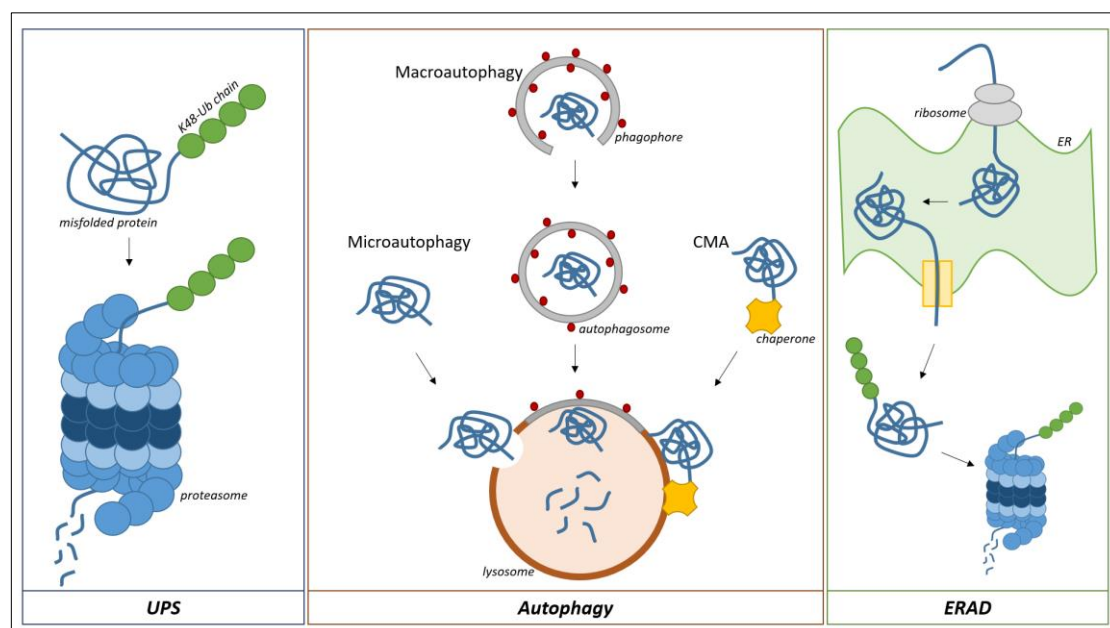 K48-Ub chain
misfolded protein
proteasome
UPS
Macroautophagy
phagophore
Microautophagy
CMA
autophagosome
chaperone
lysosome
Autophagy
ribosome
ER
ERAD